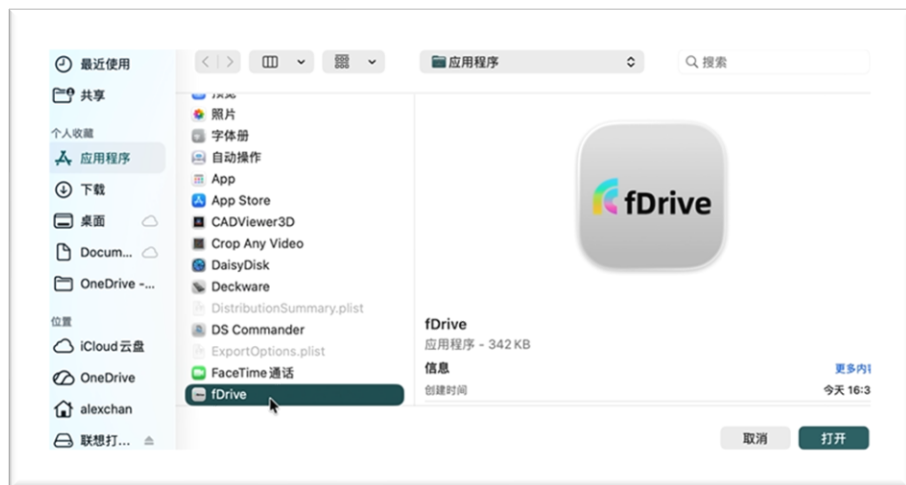 最近使用
共享
个人收藏
应用程序
下载
桌面
Docum...
OneDrive -...
位置
iCloud云盘
OneDrive
alexchan
联想打...
应用程序
搜索
预览
照片
字体册
自动操作
App
App Store
CADViewer3D
Crop Any Video
DaisyDisk
Deckware
DistributionSummary.plist
DS Commander
ExportOptions.plist
FaceTime通话
fDrive
fDrive
fDrive
应用程序 - 342 KB
信息
更多内
创建时间
今天 16:3
取消
打开